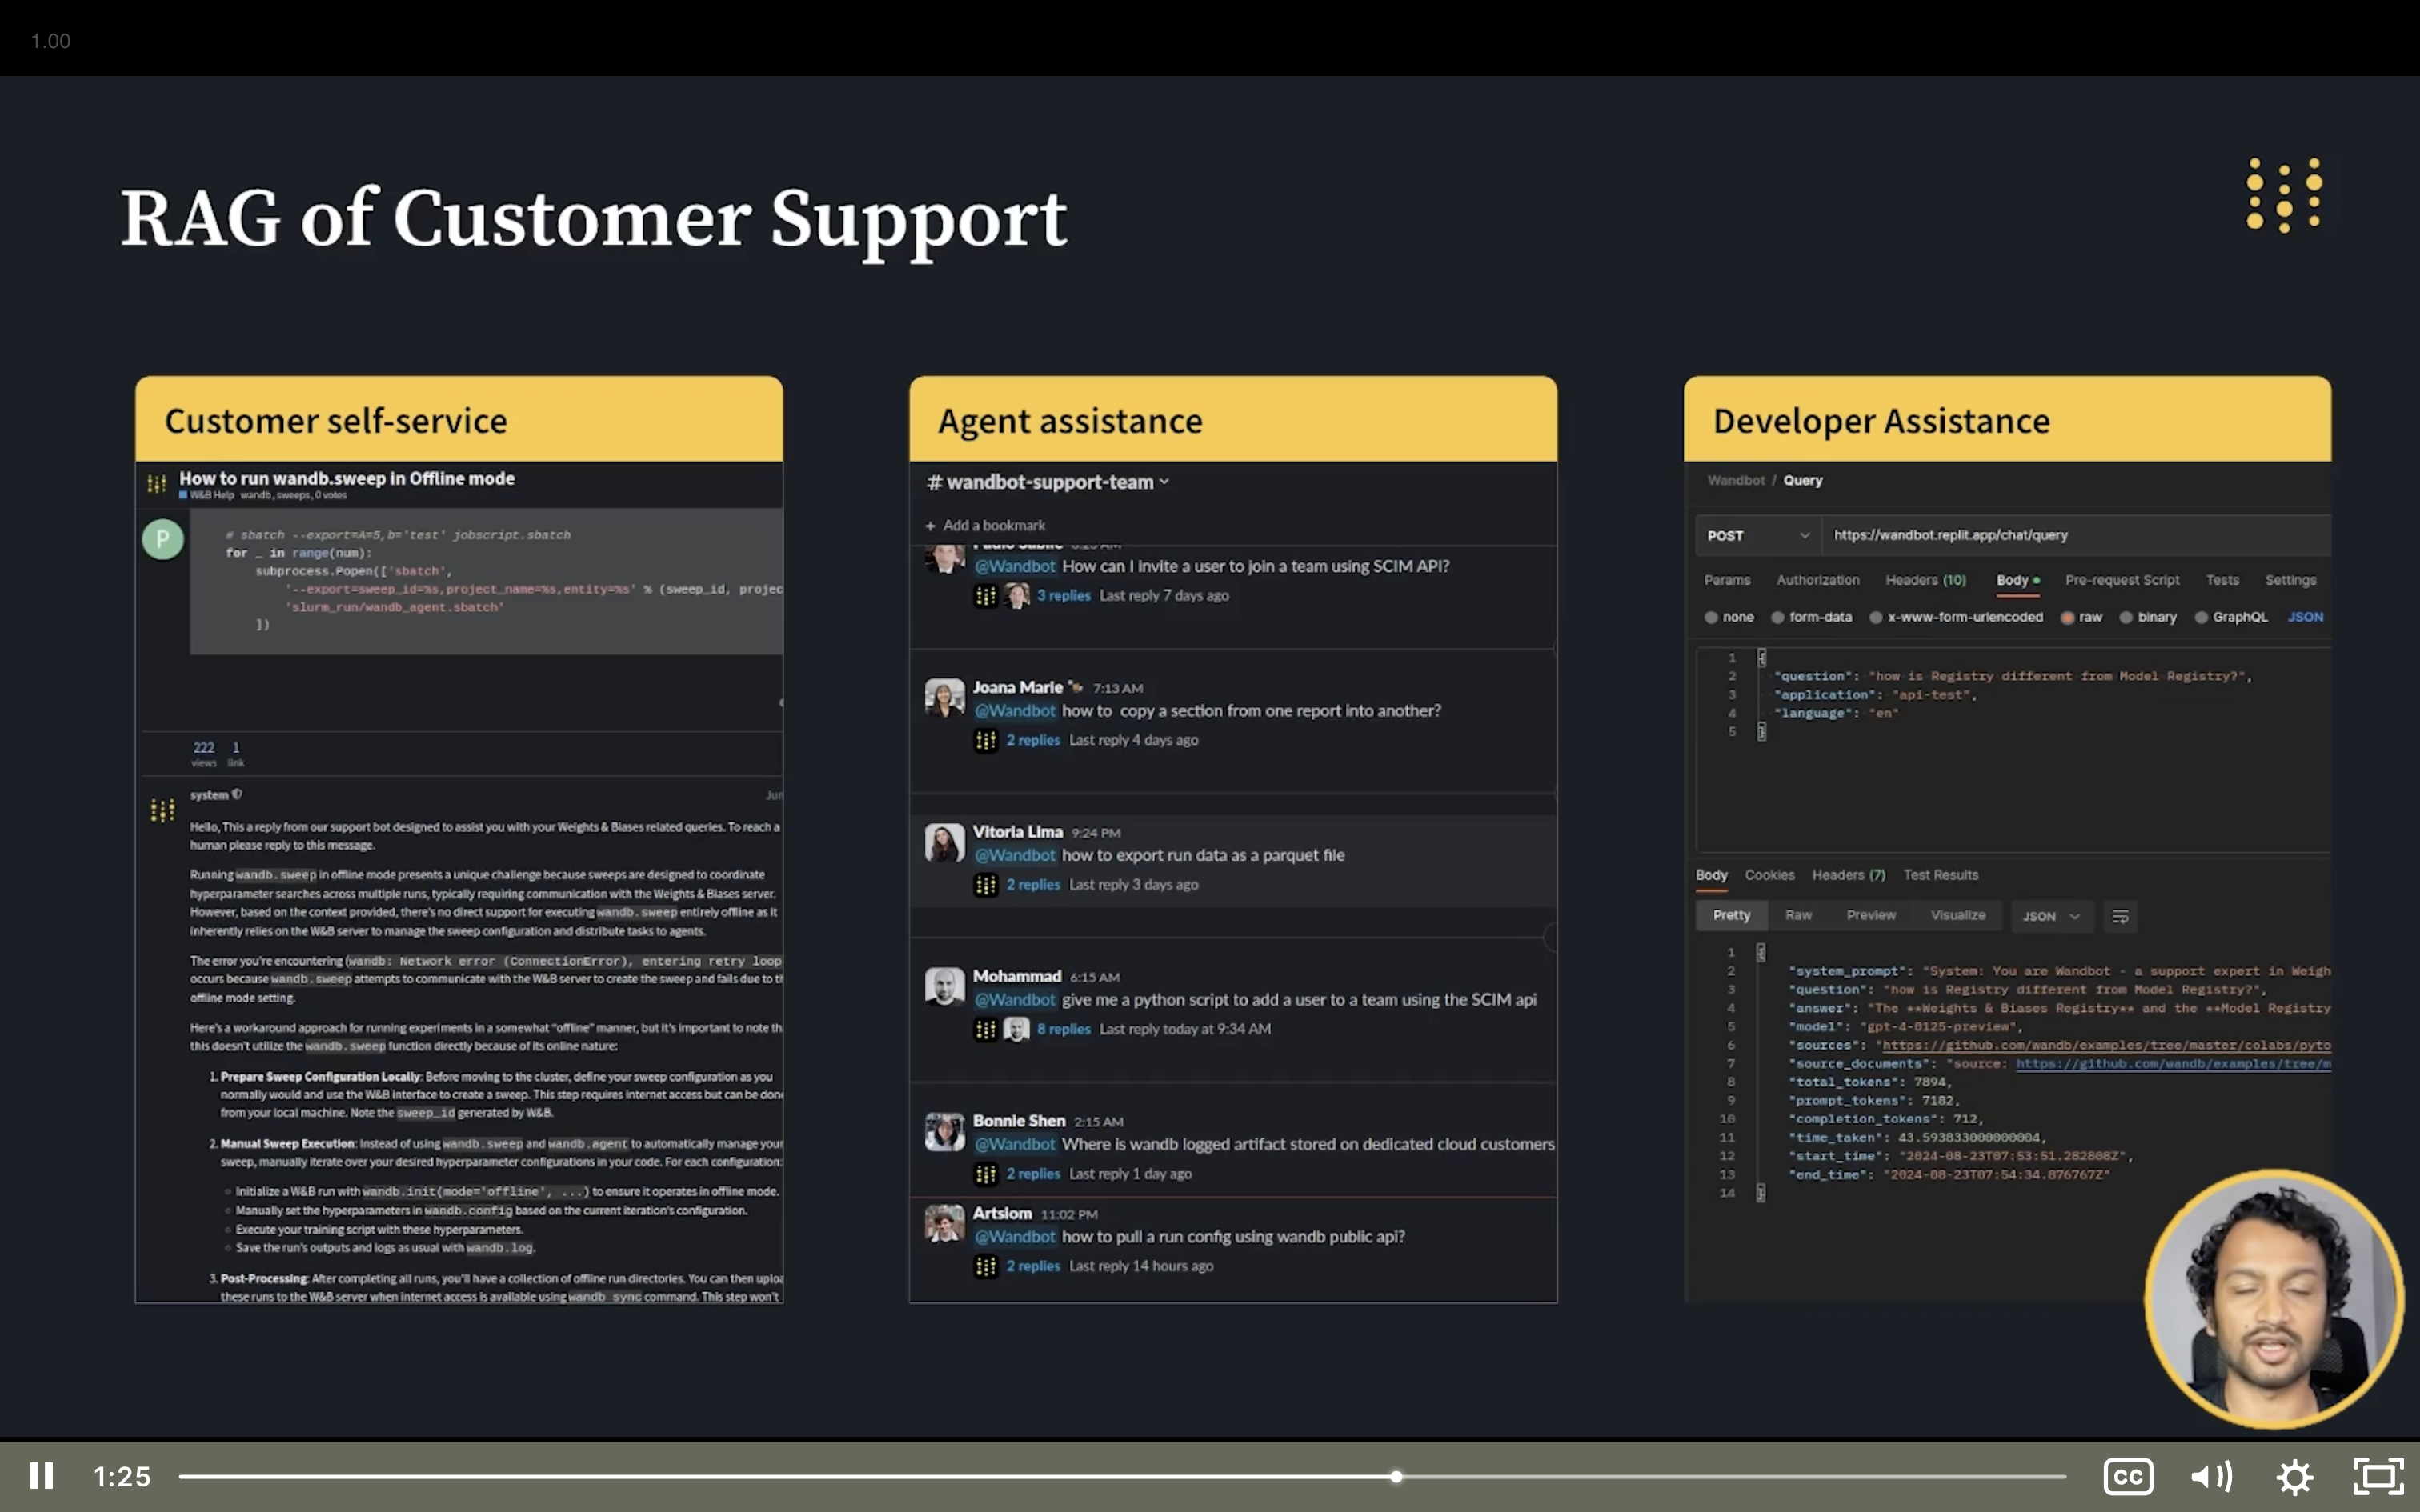 1.00
RAG of Customer Support
Customer self-service
How to run wandb.sweep in Offline mode
W&B Help wandb, sweeps, 0 votes
P
# sbatch --export=A=5,b='test' jobscript.sbatch
for _ in range(num):
subprocess.Popen(['sbatch',
'--export=sweep_id=%s,project_name=%s,entity=%s' % (sweep_id, projec
'slurm_run/wandb_agent.sbatch'
])
222 1
views link
system
Jun
Hello, This a reply from our support bot designed to assist you with your Weights & Biases related queries. To reach a
human please reply to this message.
Running wandb.sweep in offline mode presents a unique challenge because sweeps are designed to coordinate
hyperparameter searches across multiple runs, typically requiring communication with the Weights & Biases server.
However, based on the context provided, there's no direct support for executing wandb.sweep entirely offline as it
inherently relies on the W&B server to manage the sweep configuration and distribute tasks to agents.
The error you're encountering (wandb: Network error (ConnectionError), entering retry loop
occurs because wandb.sweep attempts to communicate with the W&B server to create the sweep and fails due to th
offline mode setting.
Here's a workaround approach for running experiments in a somewhat "offline" manner, but it's important to note th
this doesn't utilize the wandb.sweep function directly because of its online nature:
1. Prepare Sweep Configuration Locally: Before moving to the cluster, define your sweep configuration as you
normally would and use the W&B interface to create a sweep. This step requires internet access but can be done
from your local machine. Note the sweep_id generated by W&B.
2. Manual Sweep Execution: Instead of using wandb.sweep and wandb.agent to automatically manage your
sweep, manually iterate over your desired hyperparameter configurations in your code. For each configuration:
○ Initialize a W&B run with wandb.init(mode='offline', ...) to ensure it operates in offline mode.
○ Manually set the hyperparameters in wandb.config based on the current iteration's configuration.
○ Execute your training script with these hyperparameters.
○ Save the run's outputs and logs as usual with wandb.log.
3. Post-Processing: After completing all runs, you'll have a collection of offline run directories. You can then uploa
these runs to the W&B server when internet access is available using wandb sync command. This step won't
Agent assistance
# wandbot-support-team
+ Add a bookmark
@Wandbot How can I invite a user to join a team using SCIM API?
3 replies Last reply 7 days ago
Joana Marie 7:13 AM
@Wandbot how to copy a section from one report into another?
2 replies Last reply 4 days ago
Vitoria Lima 9:24 PM
@Wandbot how to export run data as a parquet file
2 replies Last reply 3 days ago
Mohammad 6:15 AM
@Wandbot give me a python script to add a user to a team using the SCIM api
8 replies Last reply today at 9:34 AM
Bonnie Shen 2:15 AM
@Wandbot Where is wandb logged artifact stored on dedicated cloud customers
2 replies Last reply 1 day ago
Artsiom 11:02 PM
@Wandbot how to pull a run config using wandb public api?
2 replies Last reply 14 hours ago
Developer Assistance
Wandbot / Query
POST https://wandbot.replit.app/chat/query
Params Authorization Headers (10) Body Pre-request Script Tests Settings
none form-data x-www-form-urlencoded raw binary GraphQL JSON
1 {
2 "question": "how is Registry different from Model Registry?",
3 "application": "api-test",
4 "language": "en"
5 }
Body Cookies Headers (7) Test Results
Pretty Raw Preview Visualize JSON
1 {
2 "system_prompt": "System: You are Wandbot - a support expert in Weigh
3 "question": "how is Registry different from Model Registry?",
4 "answer": "The **Weights & Biases Registry** and the **Model Registry
5 "model": "gpt-4-0125-preview",
6 "sources": "https://github.com/wandb/examples/tree/master/colabs/pyto
7 "source_documents": "source: https://github.com/wandb/examples/tree/m
8 "total_tokens": 7894,
9 "prompt_tokens": 7182,
10 "completion_tokens": 712,
11 "time_taken": 43.593833000000004,
12 "start_time": "2024-08-23T07:53:51.282808Z",
13 "end_time": "2024-08-23T07:54:34.876767Z"
14 }
1:25
CC